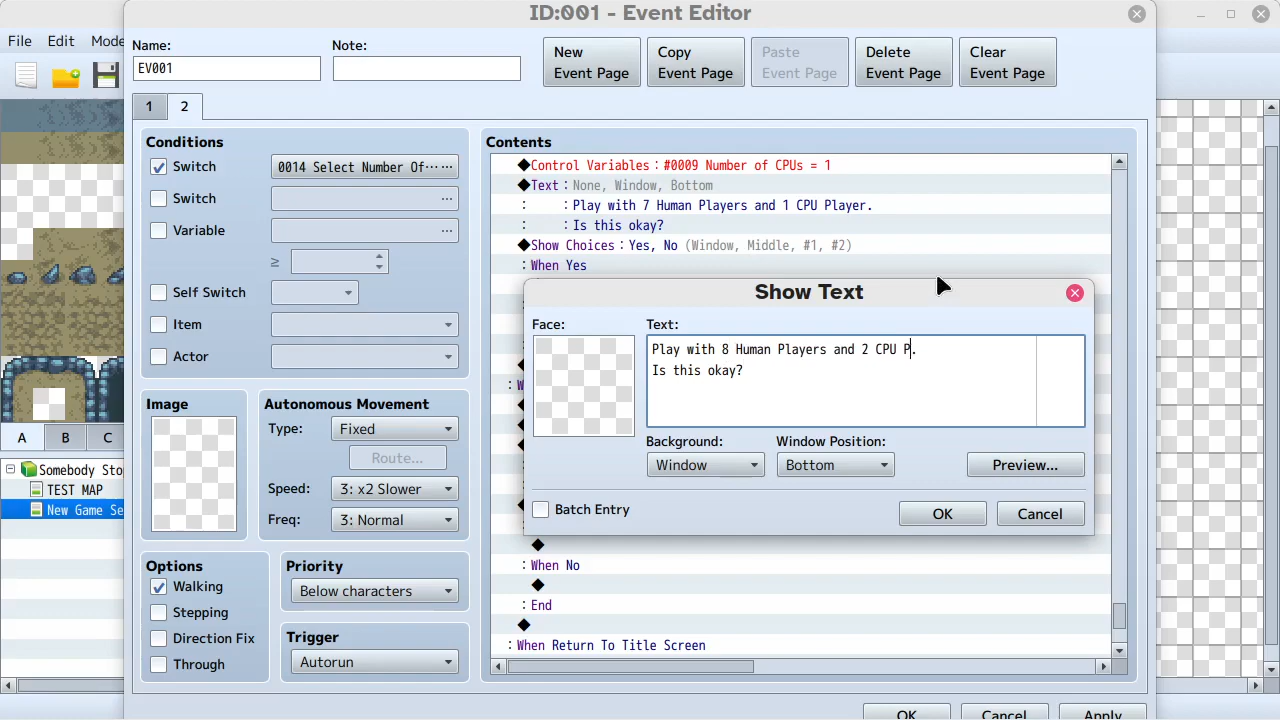 ID:001 - Event Editor
File Edit Mode
Name:
Note:
EV001
New Event Page
Copy Event Page
Paste Event Page
Delete Event Page
Clear Event Page
1 2
Conditions
Switch 0014 Select Number Of⋯ ...
Switch ...
Variable ...
≥
Self Switch
Item
Actor
Image
Autonomous Movement
Type: Fixed
Route...
Speed: 3: x2 Slower
Freq: 3: Normal
Options
Walking
Stepping
Direction Fix
Through
Priority
Below characters
Trigger
Autorun
Contents
◆Control Variables : #0009 Number of CPUs = 1
◆Text : None, Window, Bottom
: : Play with 7 Human Players and 1 CPU Player.
: : Is this okay?
◆Show Choices : Yes, No (Window, Middle, #1, #2)
: When Yes
Show Text
Face:
Text:
Play with 8 Human Players and 2 CPU P.
Is this okay?
Background:
Window
Window Position:
Bottom
Preview...
Batch Entry
OK
Cancel
◆
: When No
◆
: End
◆
: When Return To Title Screen
A B C
Somebody Sto
TEST MAP
New Game Se
OK Cancel Apply